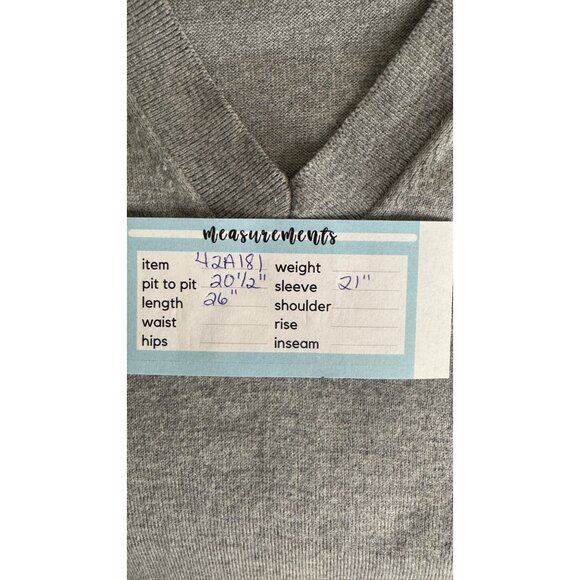 measurements
item 42A181 weight
pit to pit 20 1/2" sleeve 21"
length 26" shoulder
waist rise
hips inseam